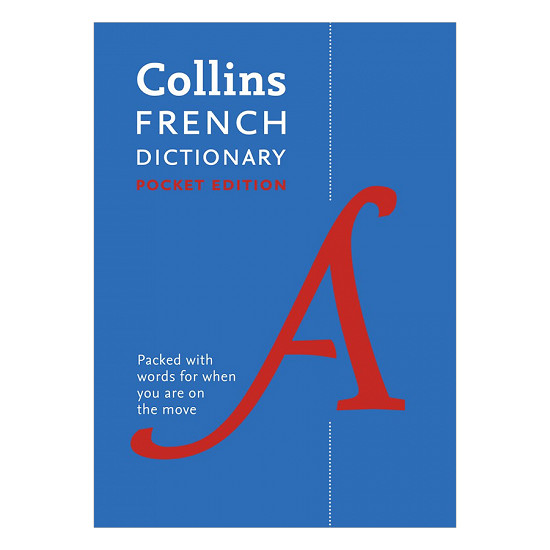 Collins
FRENCH
DICTIONARY
POCKET EDITION
A
Packed with
words for when
you are on
the move